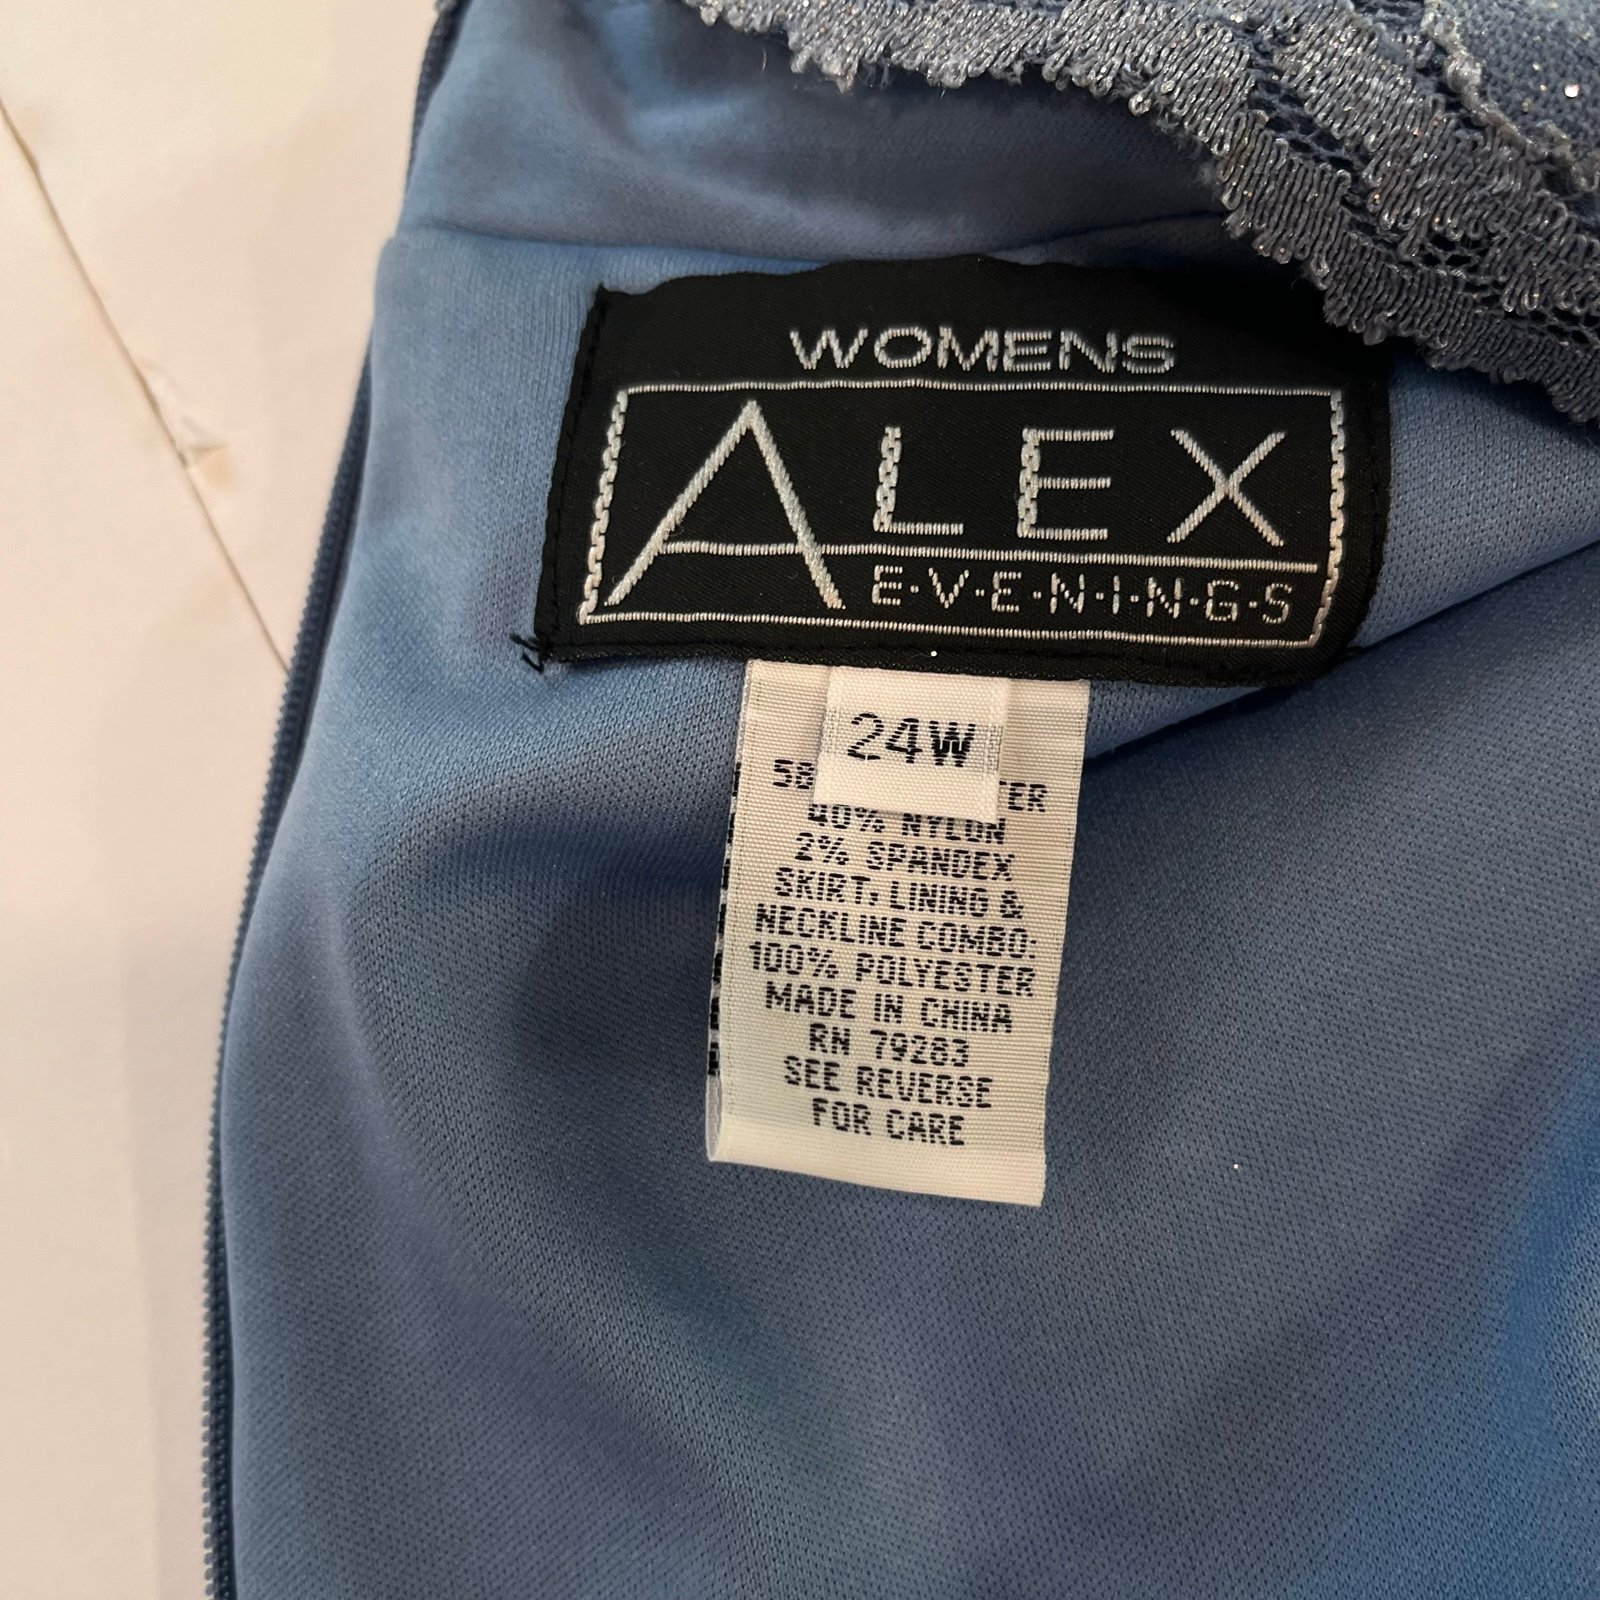 WOMENS
ALEX
E·V·E·N·I·N·G·S
24W
40% NYLON
2% SPANDEX
SKIRT, LINING &
NECKLINE COMBO:
100% POLYESTER
MADE IN CHINA
RN 79283
SEE REVERSE
FOR CARE